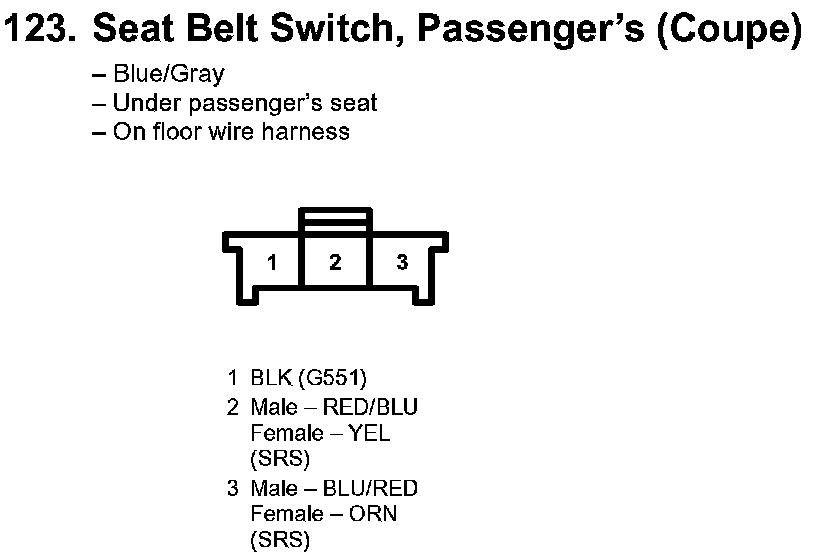 123. Seat Belt Switch, Passenger's (Coupe)
– Blue/Gray
– Under passenger's seat
– On floor wire harness
1 2 3
1 BLK (G551)
2 Male – RED/BLU
Female – YEL
(SRS)
3 Male – BLU/RED
Female – ORN
(SRS)